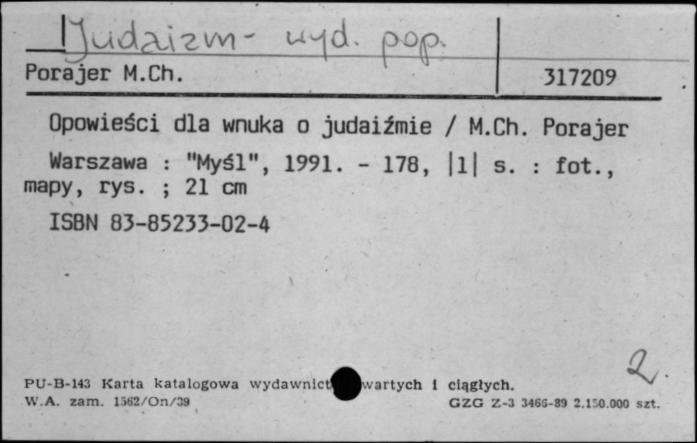 Judaizm - wyd. pop.
Porajer M.Ch. 317209
Opowieści dla wnuka o judaiźmie / M.Ch. Porajer
Warszawa : "Myśl", 1991. - 178, |1| s. : fot.,
mapy, rys. ; 21 cm
ISBN 83-85233-02-4
2.
PU-B-143 Karta katalogowa wydawnict wartych i ciągłych.
W.A. zam. 1562/On/89 GZG Z-3 3466-89 2.150.000 szt.